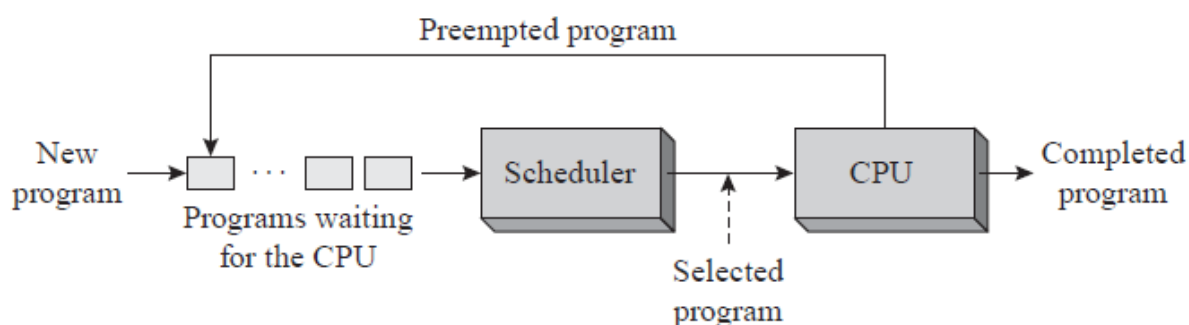 Preempted program
New
program
. . .
Programs waiting
for the CPU
Scheduler
Selected
program
CPU
Completed
program